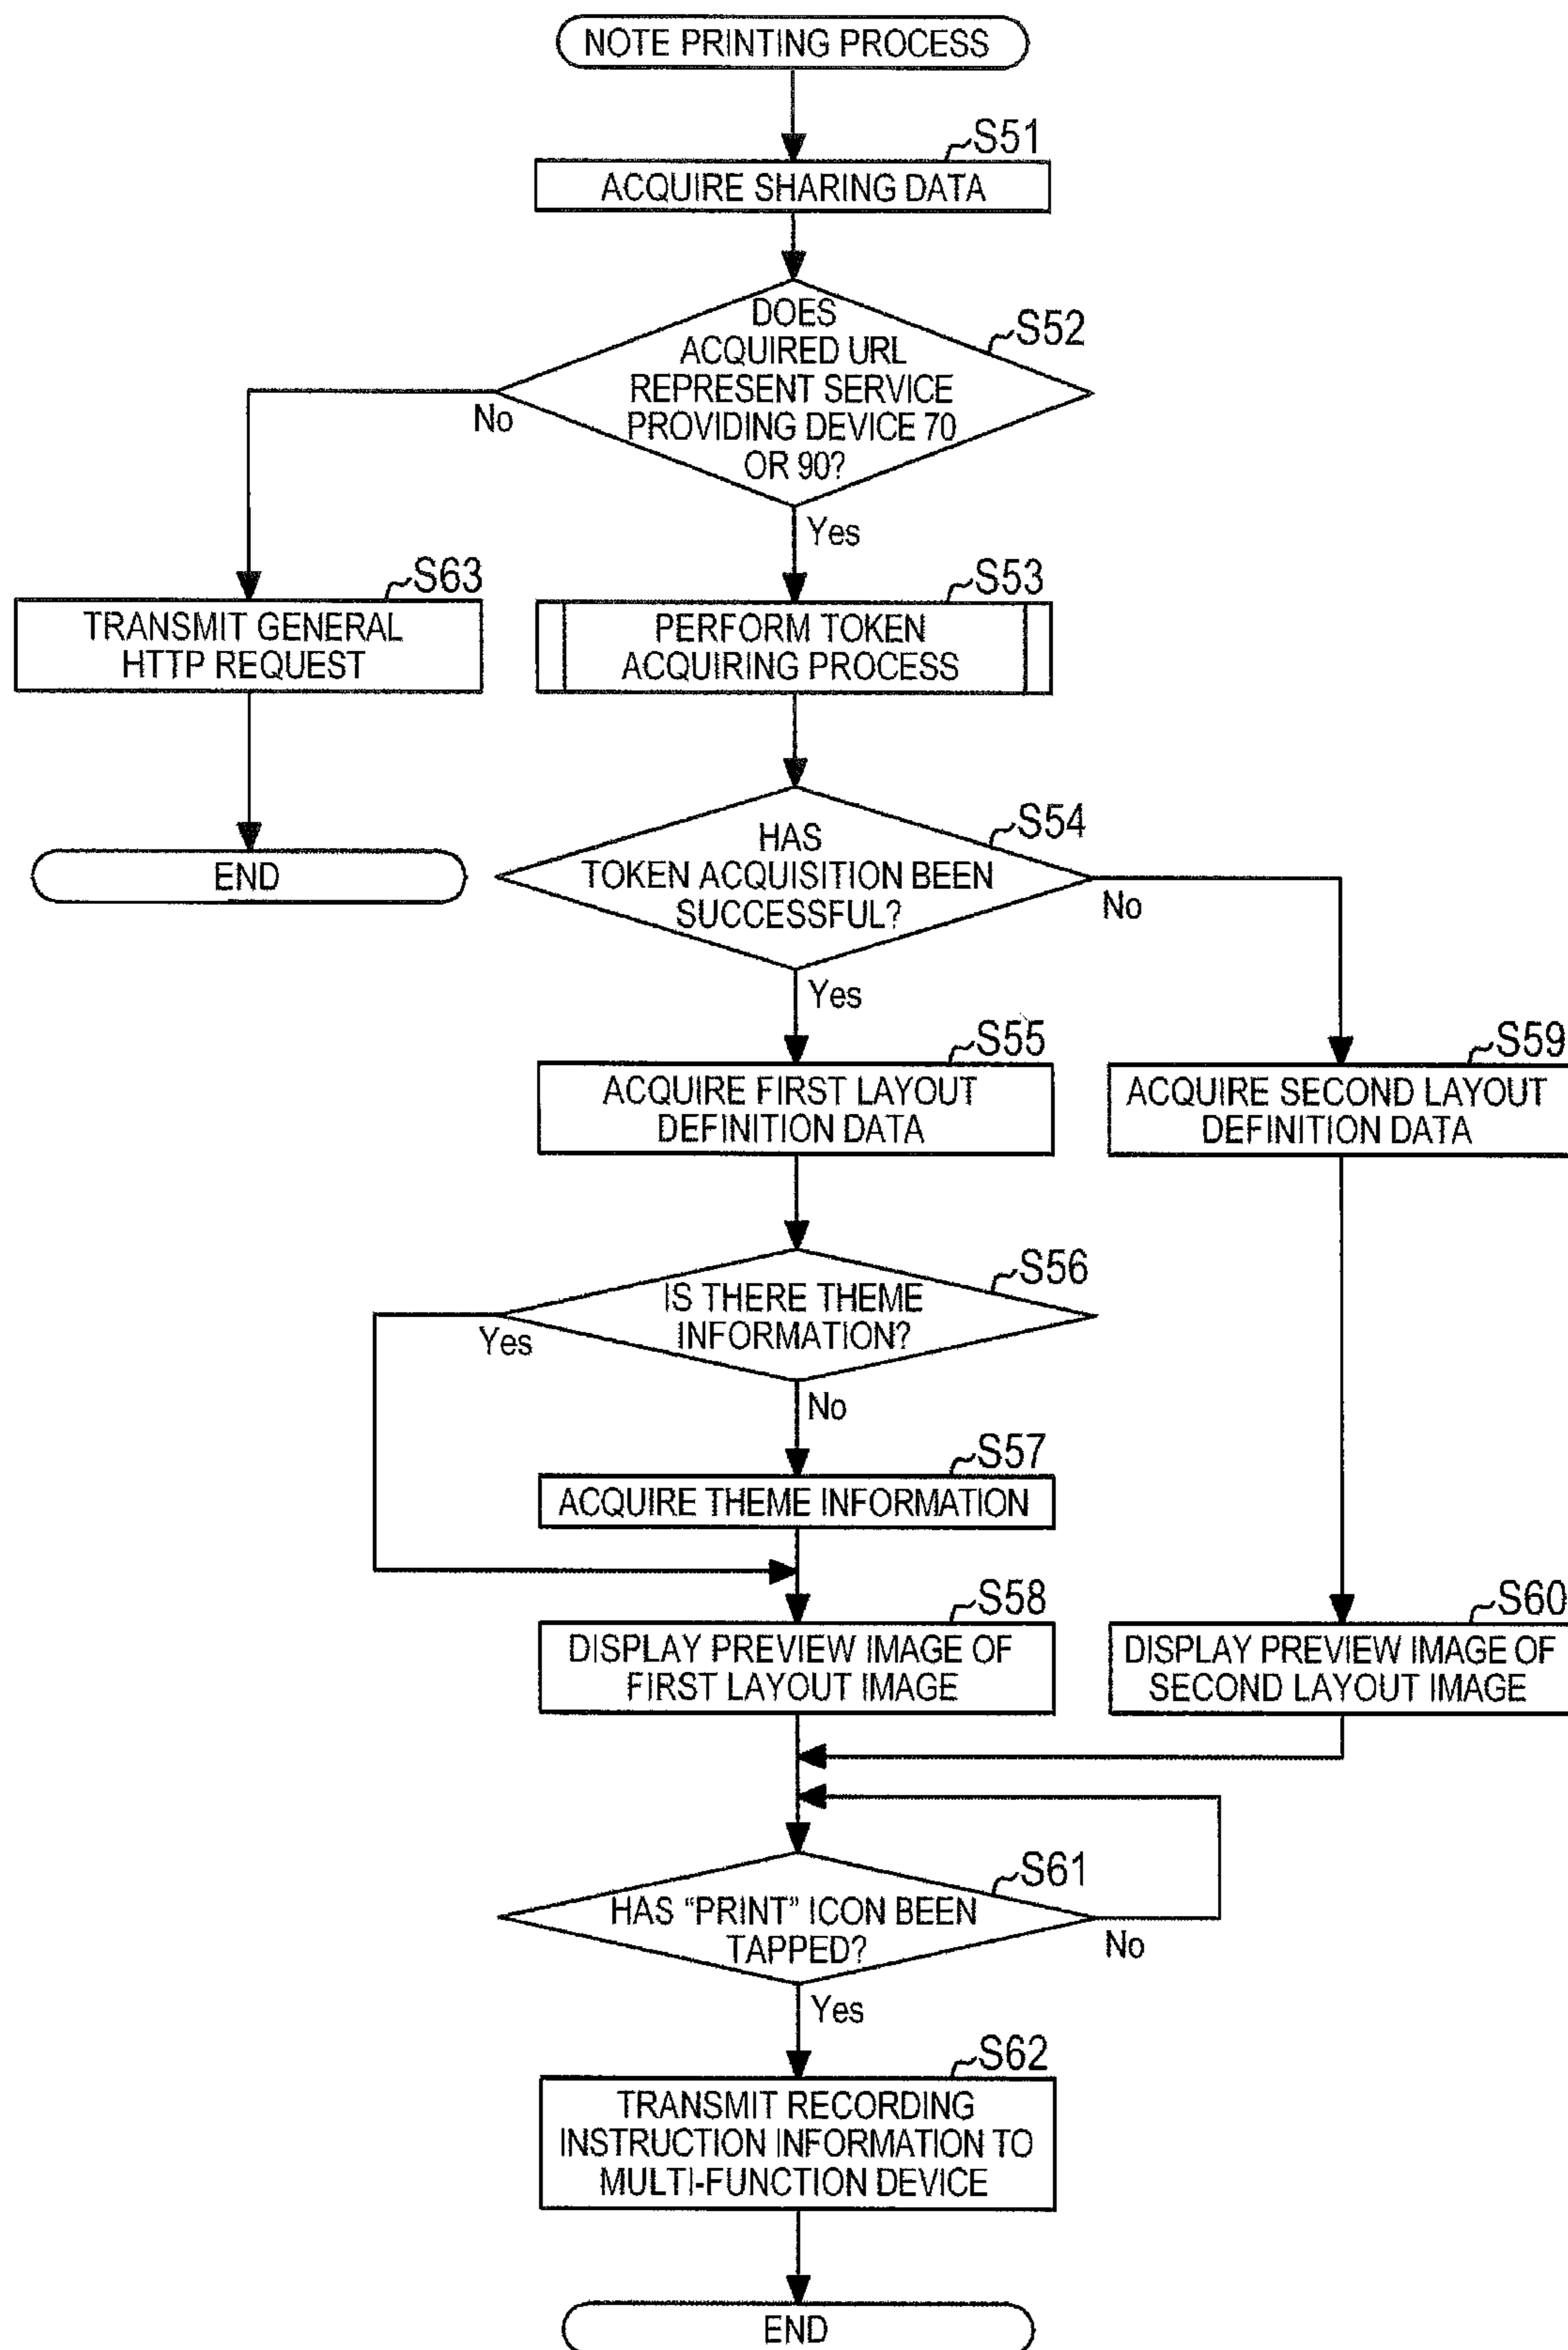 NOTE PRINTING PROCESS
S51
ACQUIRE SHARING DATA
S52
DOES
ACQUIRED URL
REPRESENT SERVICE
PROVIDING DEVICE 70
OR 90?
No
Yes
S63
TRANSMIT GENERAL
HTTP REQUEST
END
S53
PERFORM TOKEN
ACQUIRING PROCESS
S54
HAS
TOKEN ACQUISITION BEEN
SUCCESSFUL?
No
Yes
S55
ACQUIRE FIRST LAYOUT
DEFINITION DATA
S59
ACQUIRE SECOND LAYOUT
DEFINITION DATA
S56
IS THERE THEME
INFORMATION?
Yes
No
S57
ACQUIRE THEME INFORMATION
S58
DISPLAY PREVIEW IMAGE OF
FIRST LAYOUT IMAGE
S60
DISPLAY PREVIEW IMAGE OF
SECOND LAYOUT IMAGE
S61
HAS “PRINT” ICON BEEN
TAPPED?
No
Yes
S62
TRANSMIT RECORDING
INSTRUCTION INFORMATION TO
MULTI-FUNCTION DEVICE
END